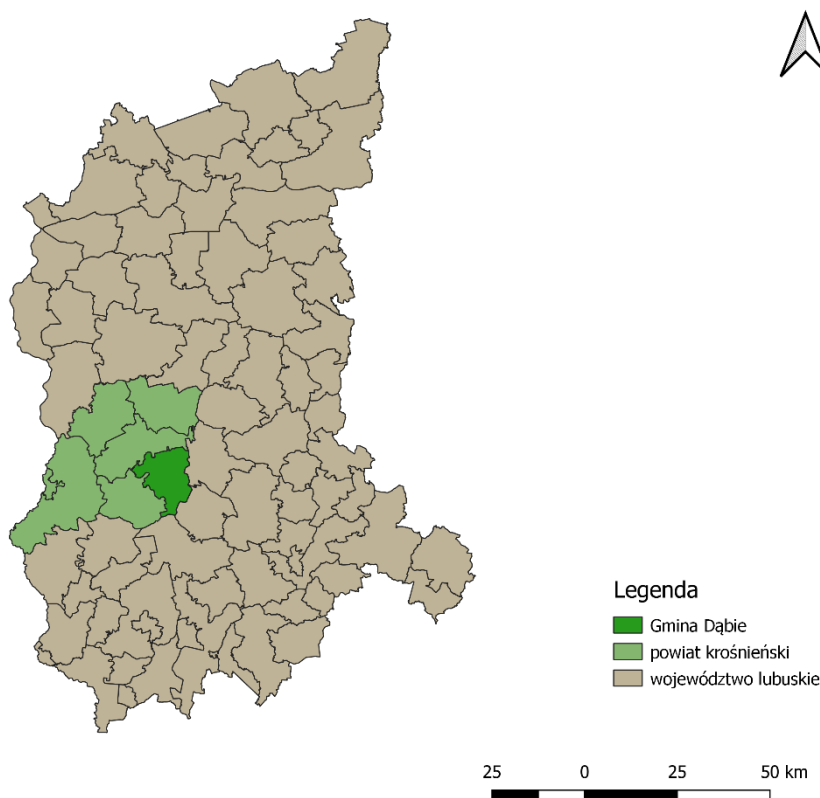 Legenda
Gmina Dąbie
powiat krośnieński
województwo lubuskie
25 0 25 50 km